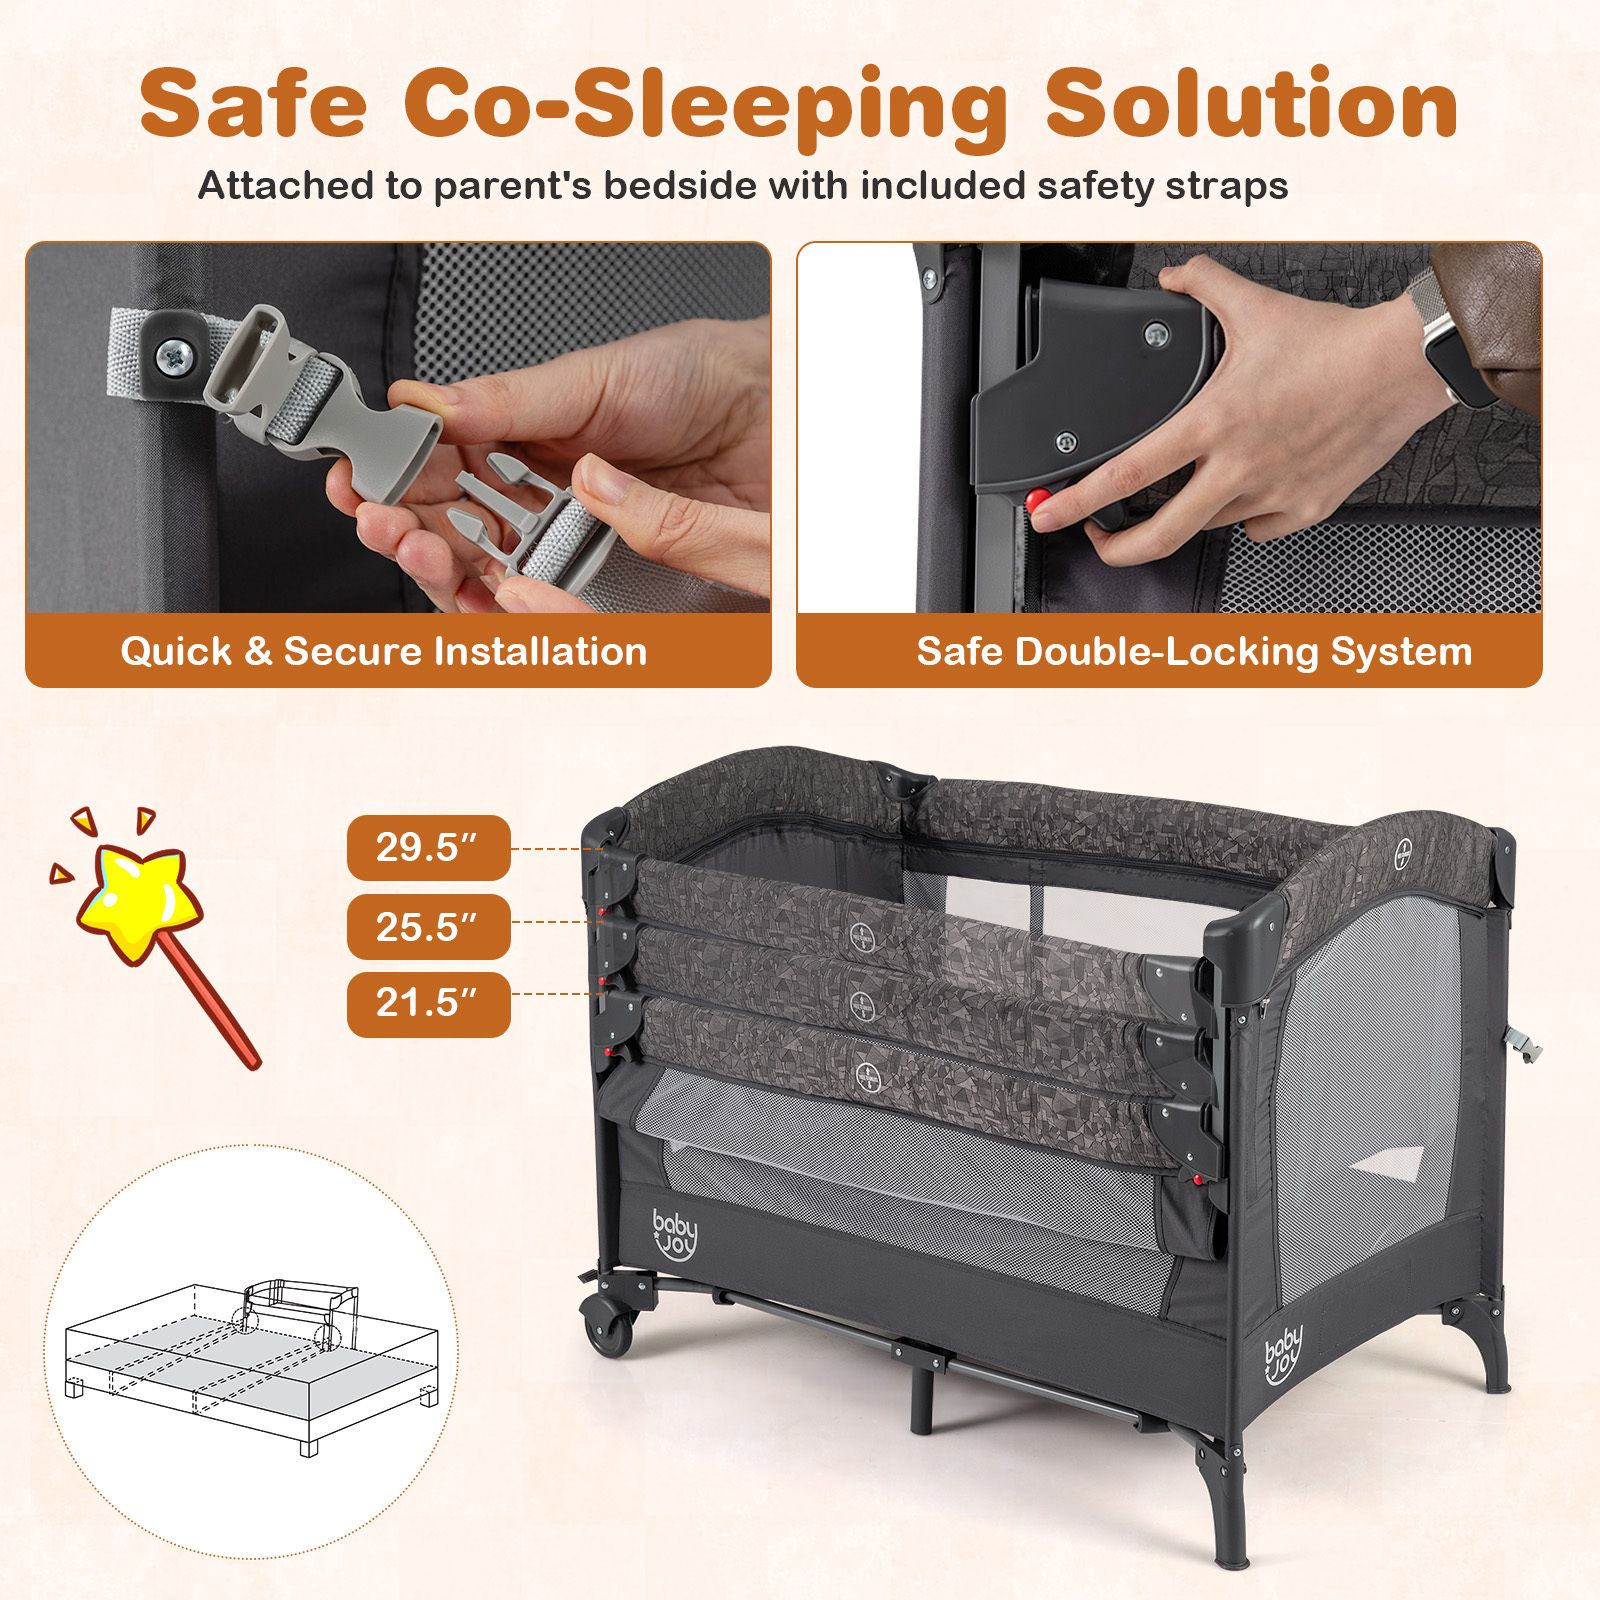 Safe Co-Sleeping Solution
Attached to parent's bedside with included safety straps
Quick & Secure Installation
Safe Double-Locking System
29.5″
25.5″
21.5″
baby
joy
baby
joy